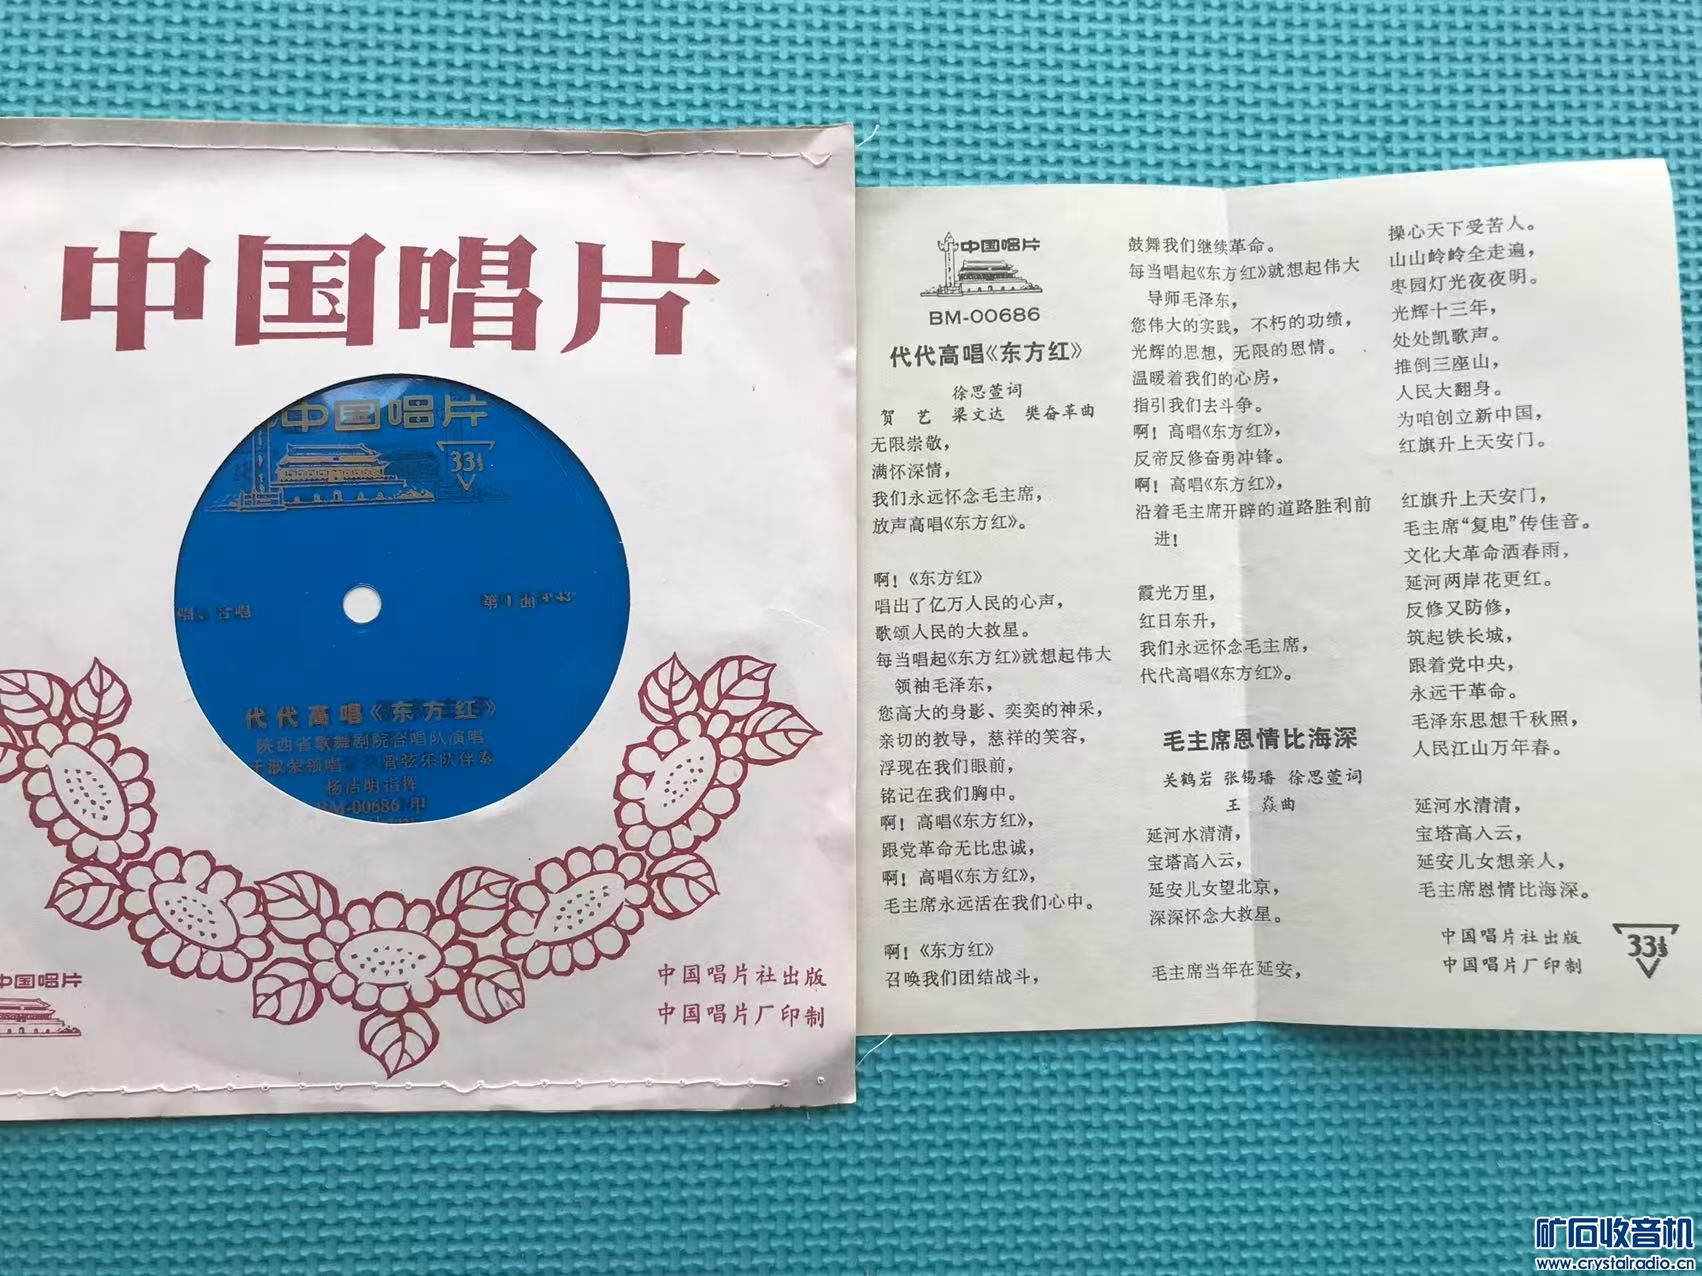 中国唱片
中国唱片
33⅓
代代高唱《东方红》
陕西省歌舞剧院合唱队演唱
管弦乐队伴奏
杨洁明指挥
BM-00686 甲
中国唱片
中国唱片社出版
中国唱片厂印制
中国唱片
BM-00686
代代高唱《东方红》
徐思萱词
贺 艺 梁文达 樊奋革曲
无限崇敬，
满怀深情，
我们永远怀念毛主席，
放声高唱《东方红》。
啊！《东方红》
唱出了亿万人民的心声，
歌颂人民的大救星。
每当唱起《东方红》就想起伟大
领袖毛泽东，
您高大的身影、奕奕的神采，
亲切的教导，慈祥的笑容，
浮现在我们眼前，
铭记在我们胸中。
啊！高唱《东方红》，
跟党革命无比忠诚，
啊！高唱《东方红》，
毛主席永远活在我们心中。
啊！《东方红》
召唤我们团结战斗，
鼓舞我们继续革命。
每当唱起《东方红》就想起伟大
导师毛泽东，
您伟大的实践，不朽的功绩，
光辉的思想，无限的恩情。
温暖着我们的心房，
指引我们去斗争。
啊！高唱《东方红》，
反帝反修奋勇冲锋。
啊！高唱《东方红》，
沿着毛主席开辟的道路胜利前
进！
霞光万里，
红日东升，
我们永远怀念毛主席，
代代高唱《东方红》。
毛主席恩情比海深
关鹤岩 张锡璠 徐思萱词
王 焱曲
延河水清清，
宝塔高入云，
延安儿女望北京，
深深怀念大救星。
毛主席当年在延安，
操心天下受苦人。
山山岭岭全走遍，
枣园灯光夜夜明。
光辉十三年，
处处凯歌声。
推倒三座山，
人民大翻身。
为咱创立新中国，
红旗升上天安门。
红旗升上天安门，
毛主席“复电”传佳音。
文化大革命洒春雨，
延河两岸花更红。
反修又防修，
筑起铁长城，
跟着党中央，
永远干革命。
毛泽东思想千秋照，
人民江山万年春。
延河水清清，
宝塔高入云，
延安儿女想亲人，
毛主席恩情比海深。
中国唱片社出版
中国唱片厂印制
33⅓
矿石收音机
www.crystalradio.cn